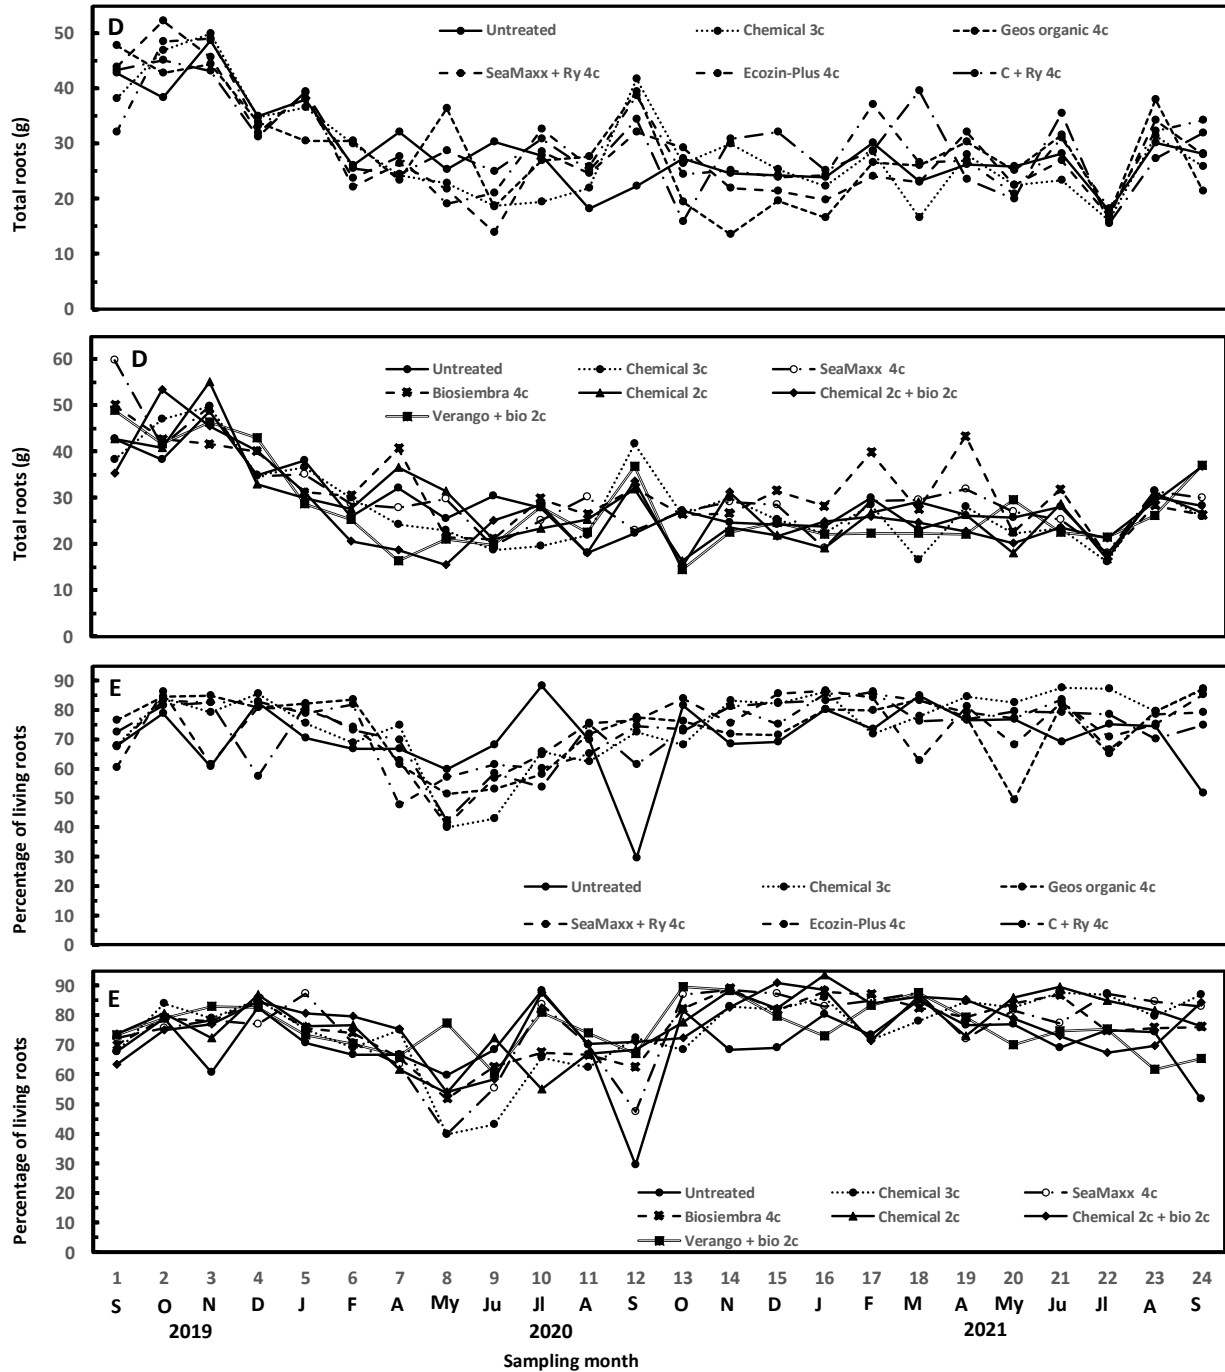 D
Untreated Chemical 3c Geos organic 4c
SeaMaxx + Ry 4c Ecozin-Plus 4c C + Ry 4c
50
40
30
20
10
0
Total roots (g)
D
Untreated Chemical 3c SeaMaxx 4c
Biosiembra 4c Chemical 2c Chemical 2c + bio 2c
Verango + bio 2c
60
50
40
30
20
10
0
Total roots (g)
E
90
80
70
60
50
40
30
20
10
0
Percentage of living roots
Untreated Chemical 3c Geos organic 4c
SeaMaxx + Ry 4c Ecozin-Plus 4c C + Ry 4c
E
90
80
70
60
50
40
30
20
10
0
Percentage of living roots
Untreated Chemical 3c SeaMaxx 4c
Biosiembra 4c Chemical 2c Chemical 2c + bio 2c
Verango + bio 2c
1 2 3 4 5 6 7 8 9 10 11 12 13 14 15 16 17 18 19 20 21 22 23 24
S O N D J F A My Ju Jl A S O N D J F M A My Ju Jl A S
2019 2020 2021
Sampling month